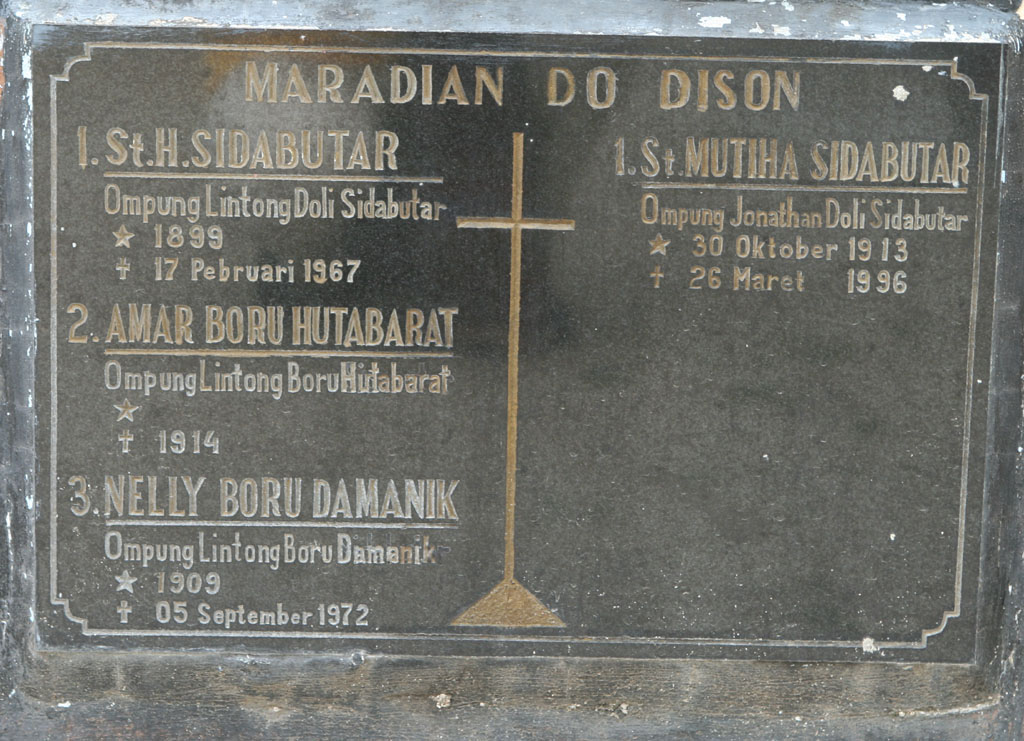 MARADIAN DO DISON
1. St.H.SIDABUTAR
Ompung Lintong Doli Sidabutar
★ 1899
✝ 17 Pebruari 1967
2. AMAR BORU HUTABARAT
Ompung Lintong Boru Hutabarat
★
✝ 1914
3. NELLY BORU DAMANIK
Ompung Lintong Boru Damanik
★ 1909
✝ 05 September 1972
1. St.MUTIHA SIDABUTAR
Ompung Jonathan Doli Sidabutar
★ 30 Oktober 1913
✝ 26 Maret 1996